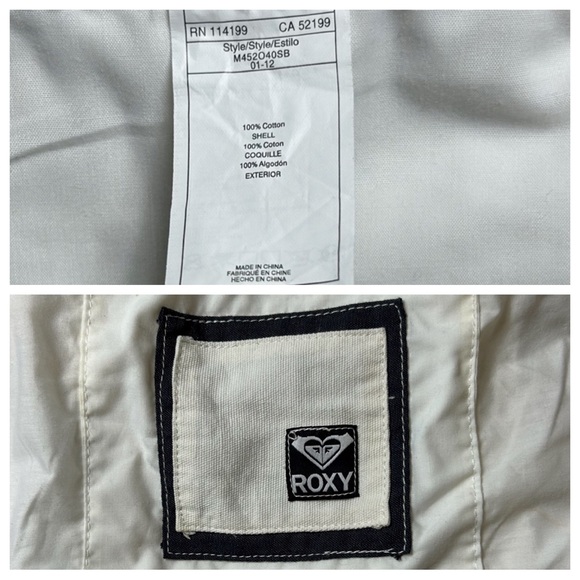 RN 114199 CA 52199
Style/Style/Estilo
M452O40SB
01-12
100% Cotton
SHELL
100% Coton
COQUILLE
100% Algodón
EXTERIOR
MADE IN CHINA
FABRIQUÉ EN CHINE
HECHO EN CHINA
ROXY